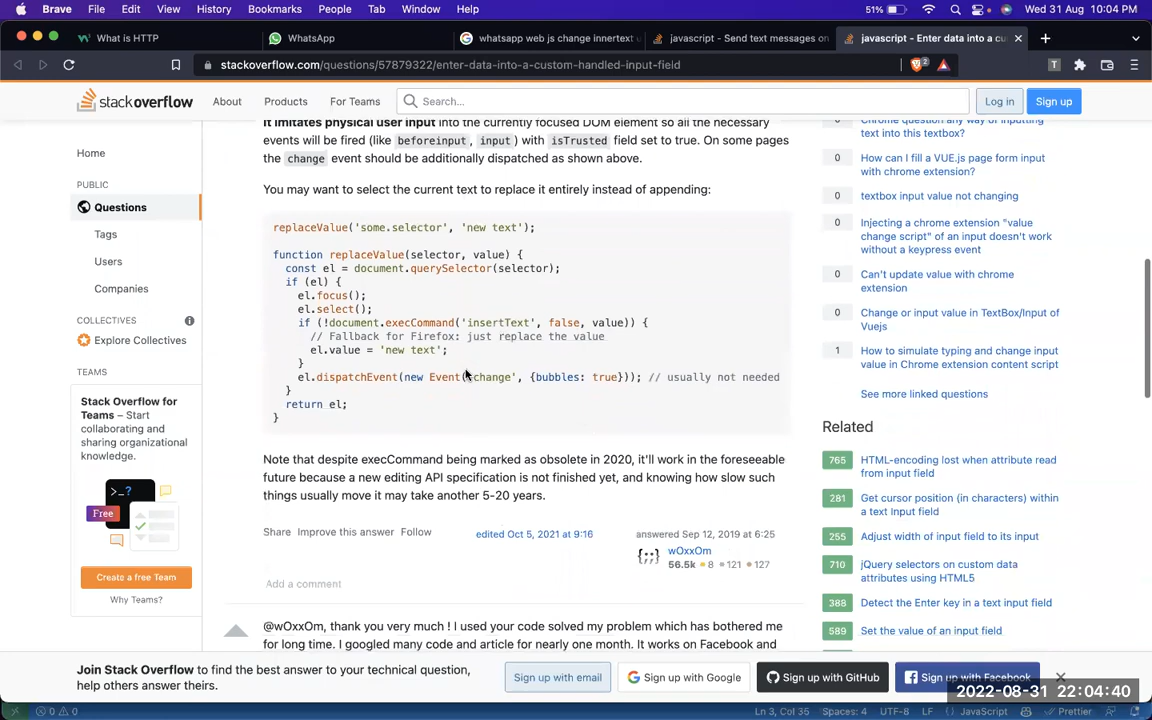 Brave File Edit View History Bookmarks People Tab Window Help 51% Wed 31 Aug 10:04 PM
What is HTTP WhatsApp whatsapp web js change innertext u javascript - Send text messages on javascript - Enter data into a cu
stackoverflow.com/questions/57879322/enter-data-into-a-custom-handled-input-field 2 T
stackoverflow About Products For Teams Search... Log in Sign up
Home
PUBLIC
Questions
Tags
Users
Companies
COLLECTIVES
Explore Collectives
TEAMS
Stack Overflow for
Teams – Start
collaborating and
sharing organizational
knowledge.
>_?
Free
Create a free Team
Why Teams?
It imitates physical user input into the currently focused DOM element so all the necessary
events will be fired (like beforeinput, input) with isTrusted field set to true. On some pages
the change event should be additionally dispatched as shown above.
You may want to select the current text to replace it entirely instead of appending:
replaceValue('some.selector', 'new text');
function replaceValue(selector, value) {
const el = document.querySelector(selector);
if (el) {
el.focus();
el.select();
if (!document.execCommand('insertText', false, value)) {
// Fallback for Firefox: just replace the value
el.value = 'new text';
}
el.dispatchEvent(new Event('change', {bubbles: true})); // usually not needed
}
return el;
}
Note that despite execCommand being marked as obsolete in 2020, it'll work in the foreseeable
future because a new editing API specification is not finished yet, and knowing how slow such
things usually move it may take another 5-20 years.
Share Improve this answer Follow
edited Oct 5, 2021 at 9:16
answered Sep 12, 2019 at 6:25
{;;}
wOxxOm
56.5k 8 121 127
Add a comment
@wOxxOm, thank you very much ! I used your code solved my problem which has bothered me
for long time. I googled many code and article for nearly one month. It works on Facebook and
Chrome question any way of inputting
text into this textbox?
0 How can I fill a VUE.js page form input
with chrome extension?
0 textbox input value not changing
0 Injecting a chrome extension "value
change script" of an input doesn't work
without a keypress event
0 Can't update value with chrome
extension
0 Change or input value in TextBox/Input of
Vuejs
1 How to simulate typing and change input
value in Chrome extension content script
See more linked questions
Related
765 HTML-encoding lost when attribute read
from input field
281 Get cursor position (in characters) within
a text Input field
255 Adjust width of input field to its input
710 jQuery selectors on custom data
attributes using HTML5
388 Detect the Enter key in a text input field
589 Set the value of an input field
Join Stack Overflow to find the best answer to your technical question,
help others answer theirs.
Sign up with email Sign up with Google Sign up with GitHub Sign up with Facebook
2022-08-31 22:04:40
0 0 Ln 3, Col 35 Spaces: 4 UTF-8 LF JavaScript Prettier